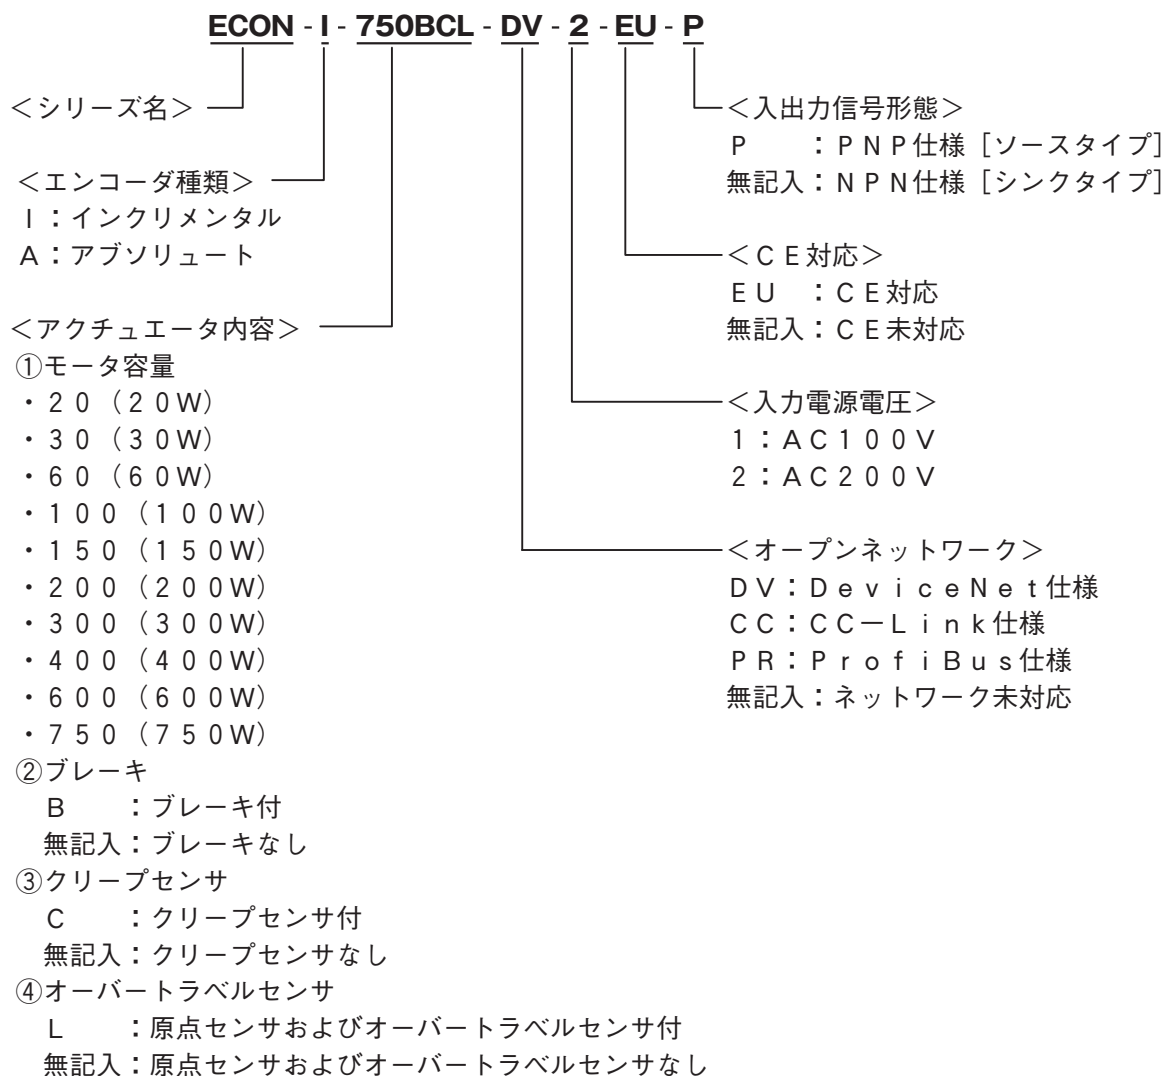 ECON - I - 750BCL - DV - 2 - EU - P
＜シリーズ名＞
＜エンコーダ種類＞
I：インクリメンタル
A：アブソリュート
＜アクチュエータ内容＞
①モータ容量
・２０（２０W）
・３０（３０W）
・６０（６０W）
・１００（１００W）
・１５０（１５０W）
・２００（２００W）
・３００（３００W）
・４００（４００W）
・６００（６００W）
・７５０（７５０W）
②ブレーキ
B　　：ブレーキ付
無記入：ブレーキなし
③クリープセンサ
C　　：クリープセンサ付
無記入：クリープセンサなし
④オーバートラベルセンサ
L　　：原点センサおよびオーバートラベルセンサ付
無記入：原点センサおよびオーバートラベルセンサなし
＜入出力信号形態＞
P　　：PNP仕様［ソースタイプ］
無記入：NPN仕様［シンクタイプ］
＜CE対応＞
EU　：CE対応
無記入：CE未対応
＜入力電源電圧＞
1：AC１００V
2：AC２００V
＜オープンネットワーク＞
DV：DeviceNet仕様
CC：CC－Link仕様
PR：ProfiBus仕様
無記入：ネットワーク未対応